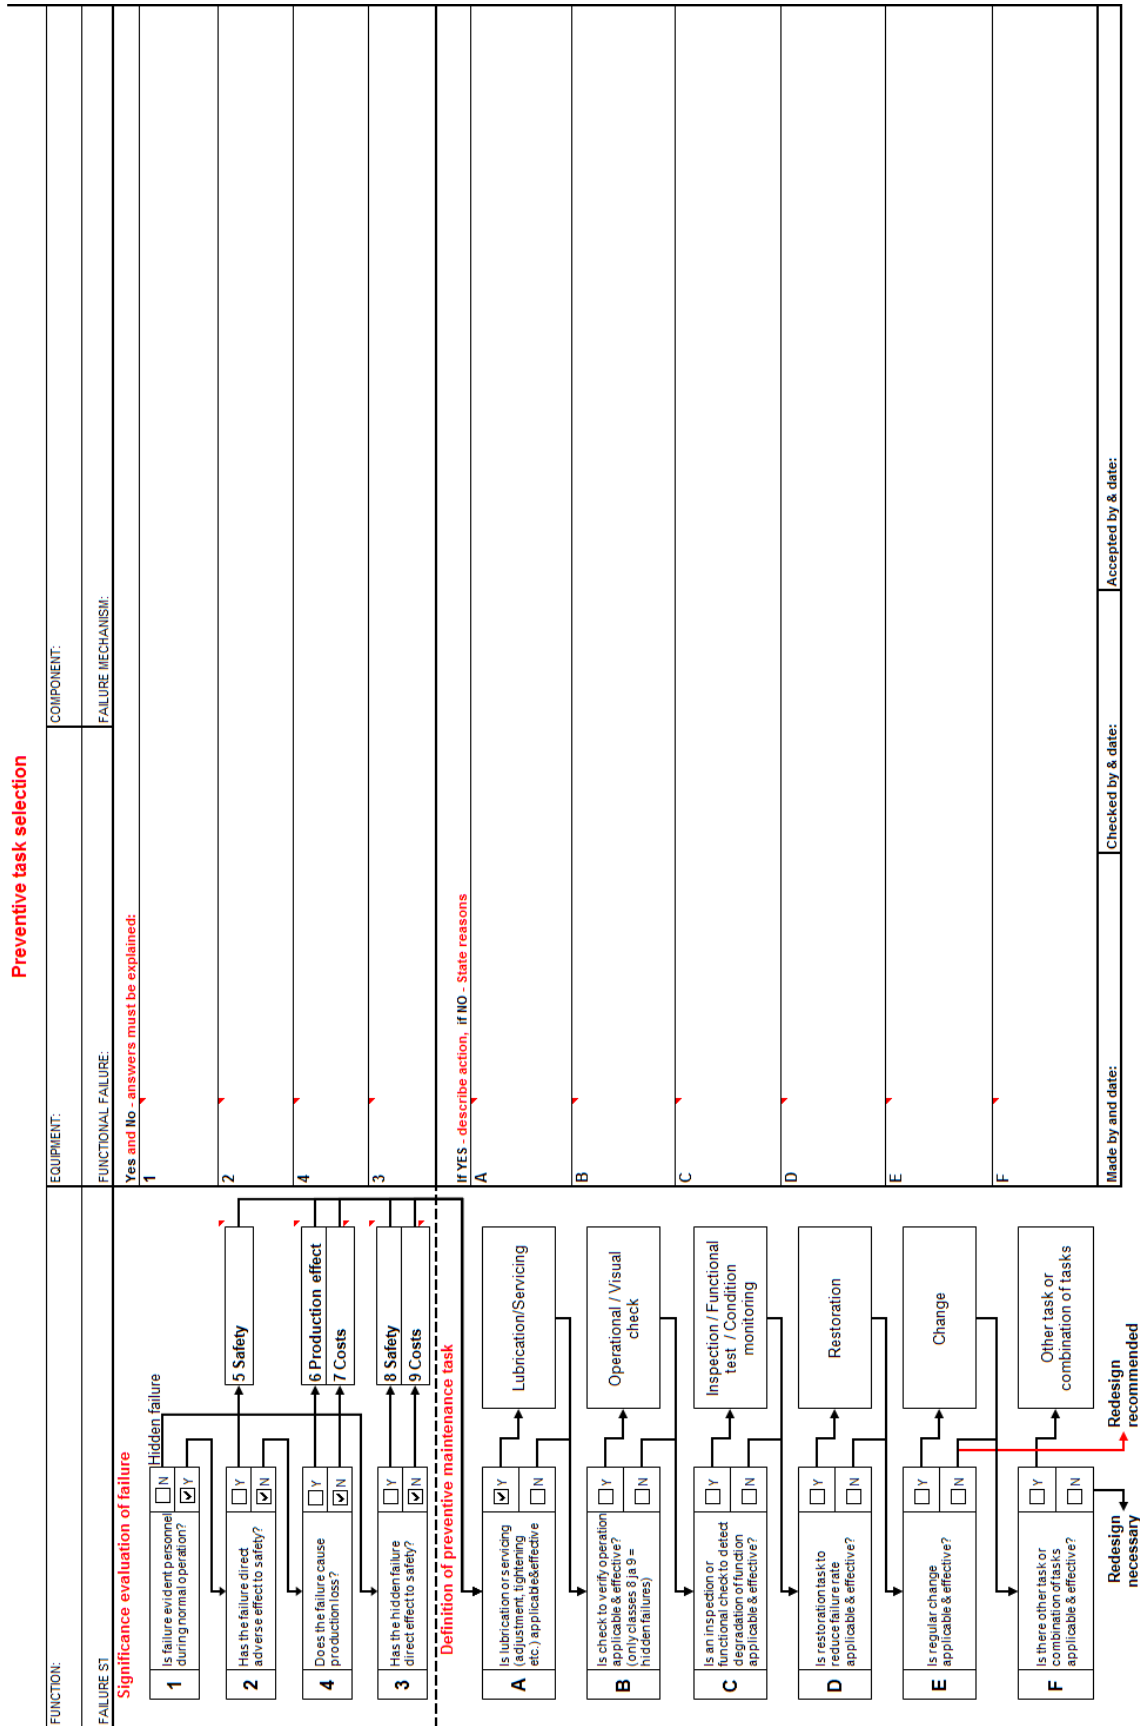 Preventive task selection
FUNCTION:
EQUIPMENT:
COMPONENT:
FAILURE ST
FUNCTIONAL FAILURE:
FAILURE MECHANISM:
Significance evaluation of failure
Yes and No - answers must be explained:
1
Is failure evident personnel
during normal operation?
N
Y
Hidden failure
1
2
Has the failure direct
adverse effect to safety?
Y
N
5 Safety
2
4
Does the failure cause
production loss?
Y
N
6 Production effect
7 Costs
4
3
Has the hidden failure
direct effect to safety?
Y
N
8 Safety
9 Costs
3
Definition of preventive maintenance task
If YES - describe action, if NO - State reasons
A
Is lubrication or servicing
(adjustment, tightening
etc.) applicable&effective
Y
N
Lubrication/Servicing
A
B
Is check to verify operation
applicable & effective?
(only classes 8 ja 9 =
hidden failures)
Y
N
Operational / Visual
check
B
C
Is an inspection or
functional check to detect
degradation of function
applicable & effective?
Y
N
Inspection / Functional
test / Condition
monitoring
C
D
Is restoration task to
reduce failure rate
applicable & effective?
Y
N
Restoration
D
E
Is regular change
applicable & effective?
Y
N
Change
E
F
Is there other task or
combination of tasks
applicable & effective?
Y
N
Other task or
combination of tasks
F
Redesign
necessary
Redesign
recommended
Made by and date:
Checked by & date:
Accepted by & date: